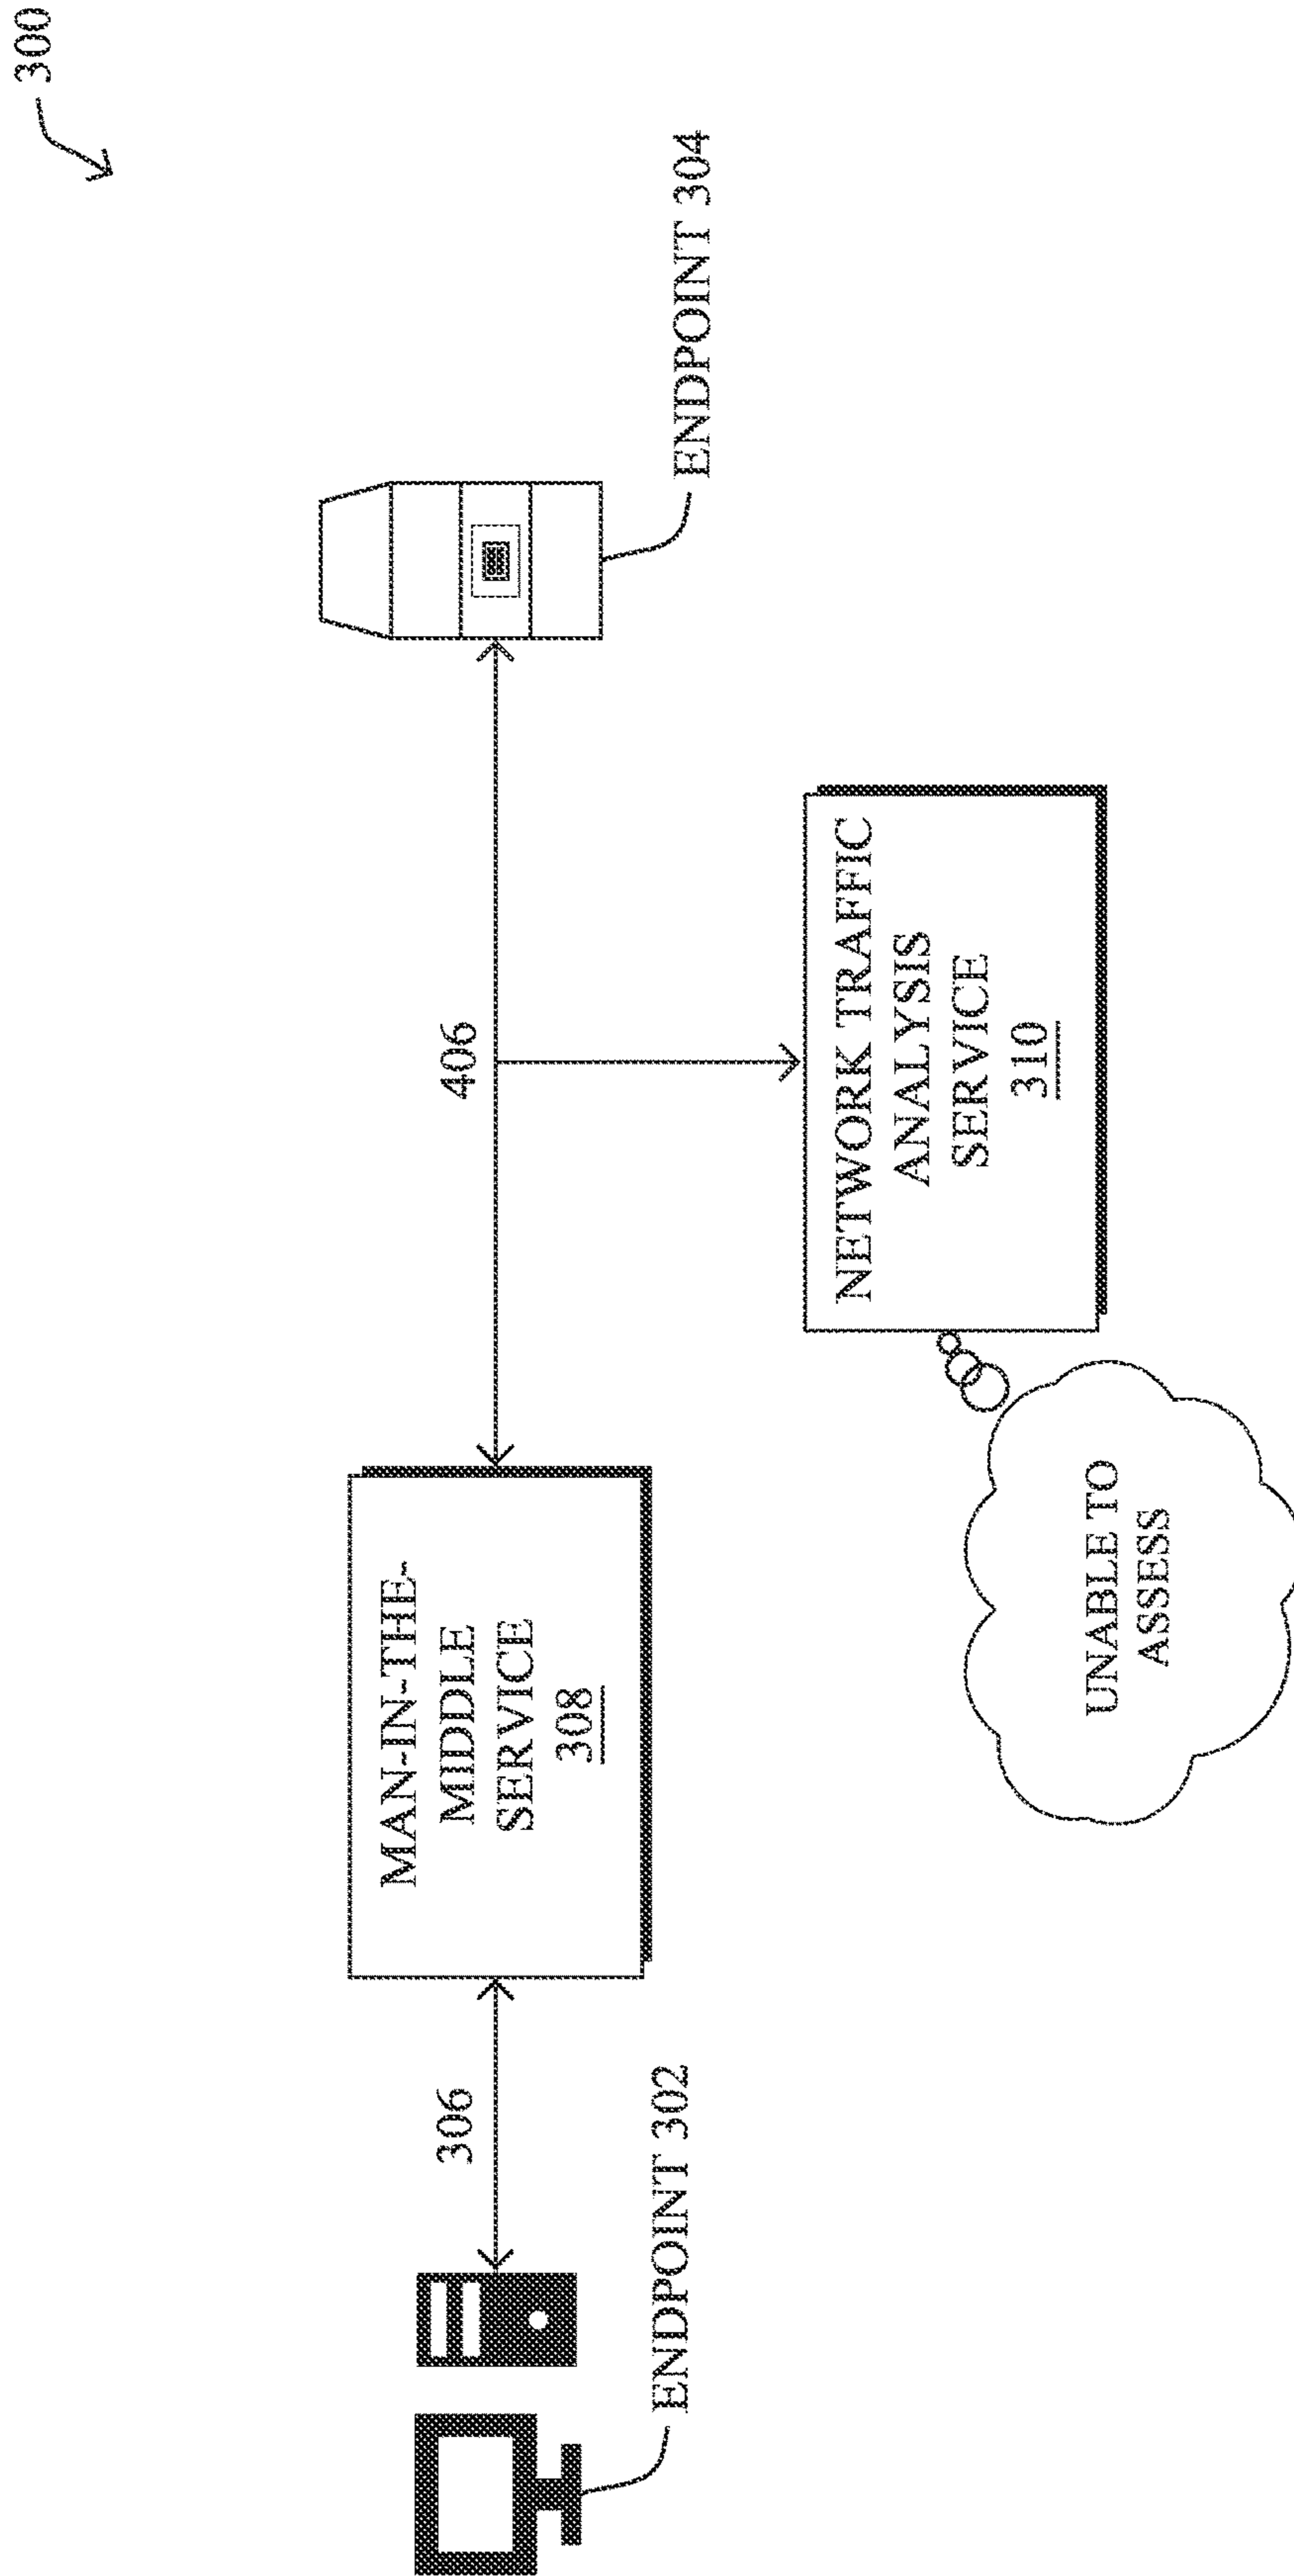 300
306
406
MAN-IN-THE-
MIDDLE
SERVICE
308
ENDPOINT 302
ENDPOINT 304
NETWORK TRAFFIC
ANALYSIS
SERVICE
310
UNABLE TO
ASSESS